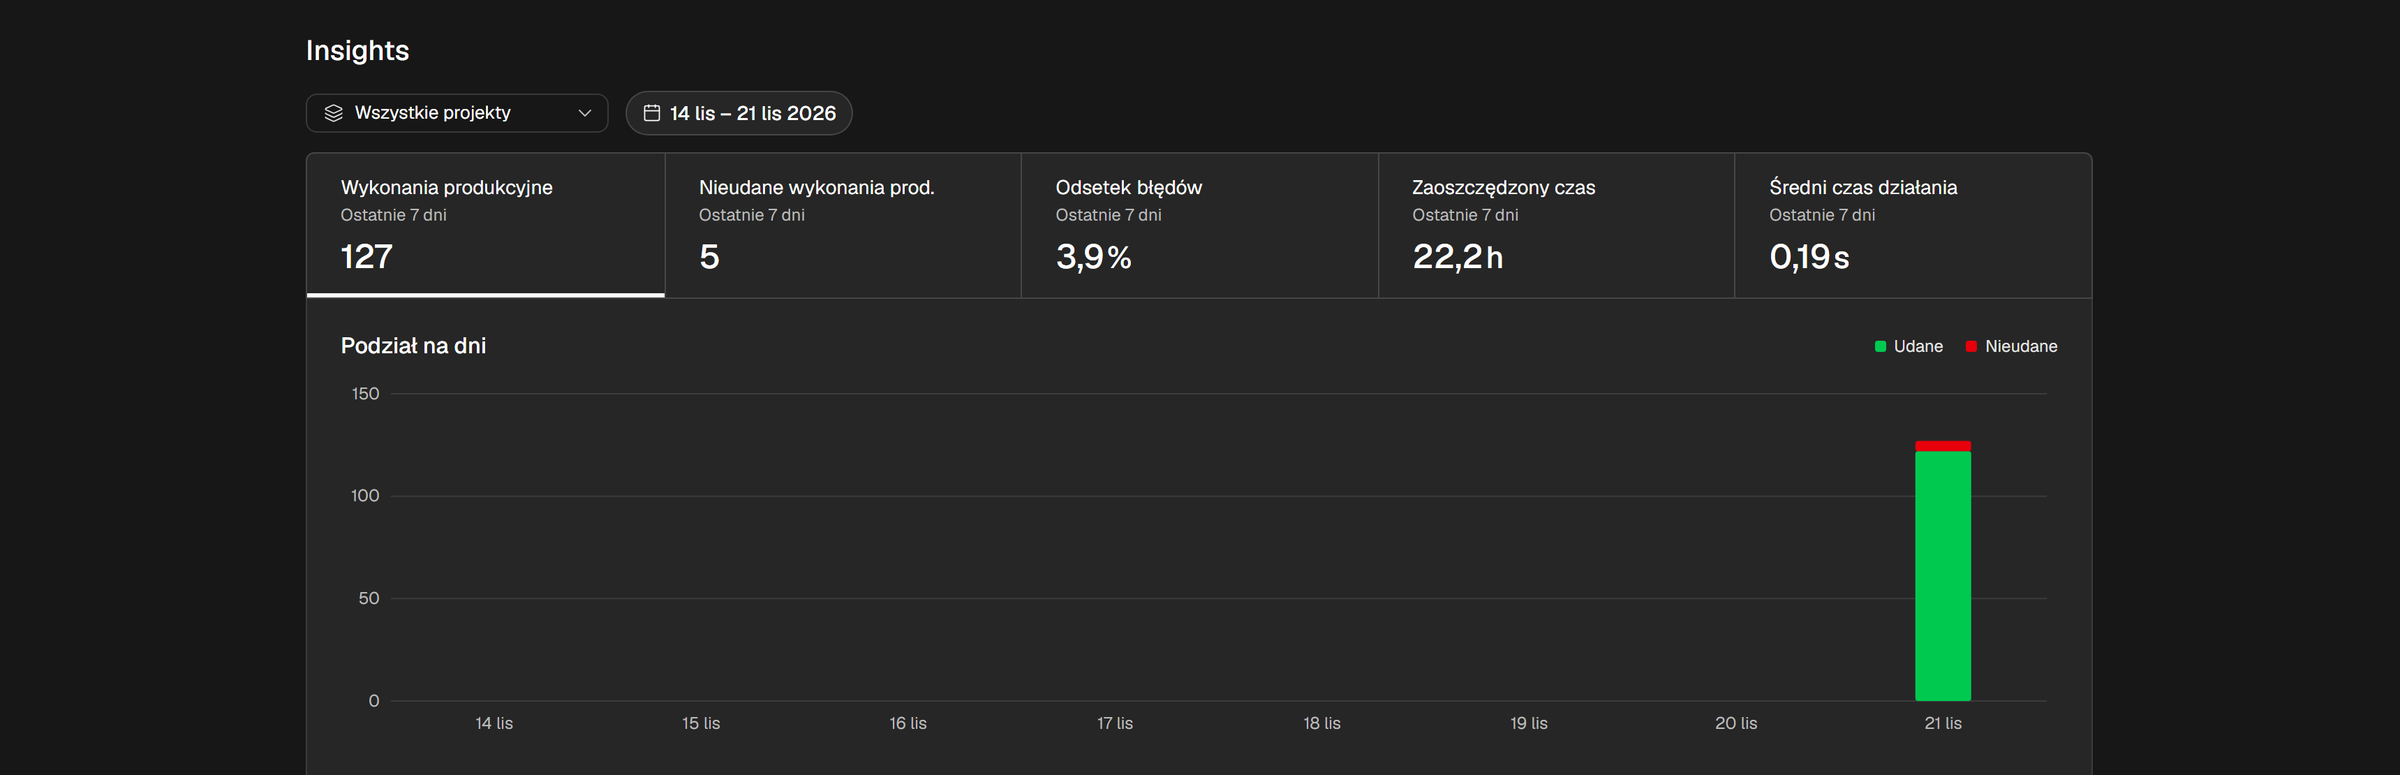 Insights
Wszystkie projekty
14 lis – 21 lis 2026
Wykonania produkcyjne
Ostatnie 7 dni
127
Nieudane wykonania prod.
Ostatnie 7 dni
5
Odsetek błędów
Ostatnie 7 dni
3,9%
Zaoszczędzony czas
Ostatnie 7 dni
22,2h
Średni czas działania
Ostatnie 7 dni
0,19s
Podział na dni
Udane
Nieudane
150
100
50
0
14 lis
15 lis
16 lis
17 lis
18 lis
19 lis
20 lis
21 lis